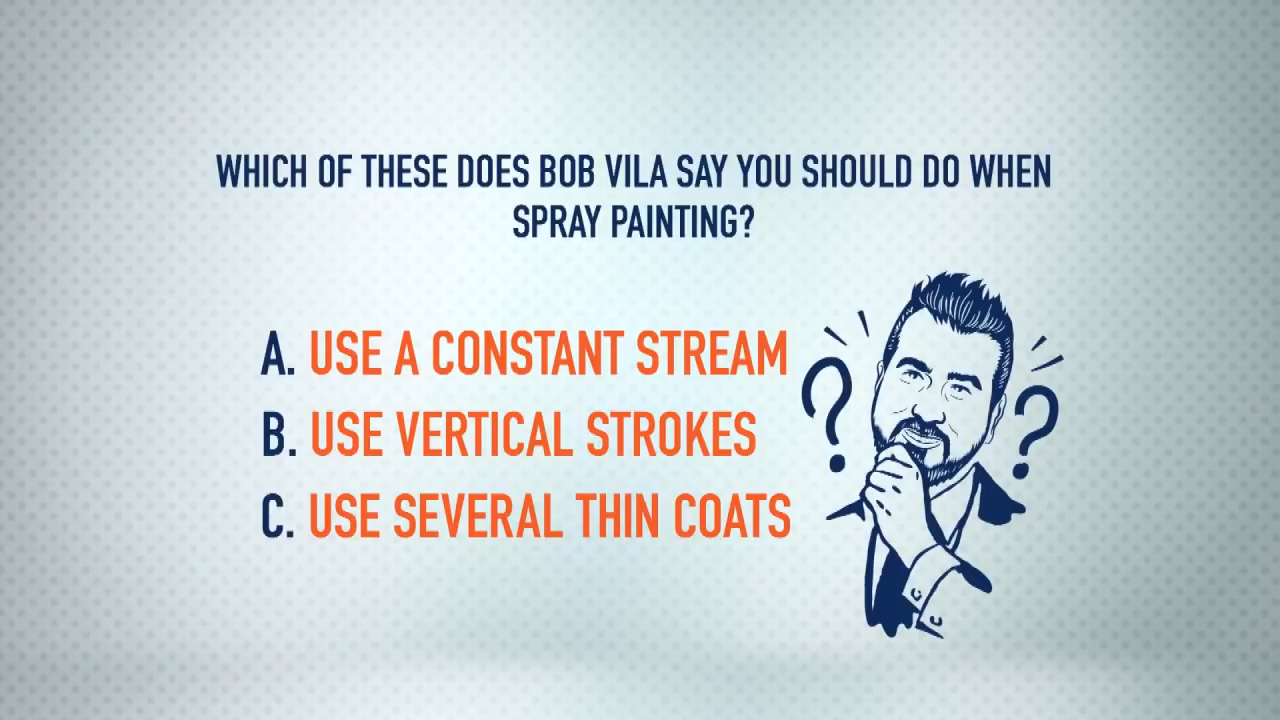 WHICH OF THESE DOES BOB VILA SAY YOU SHOULD DO WHEN
SPRAY PAINTING?
A. USE A CONSTANT STREAM
B. USE VERTICAL STROKES
C. USE SEVERAL THIN COATS